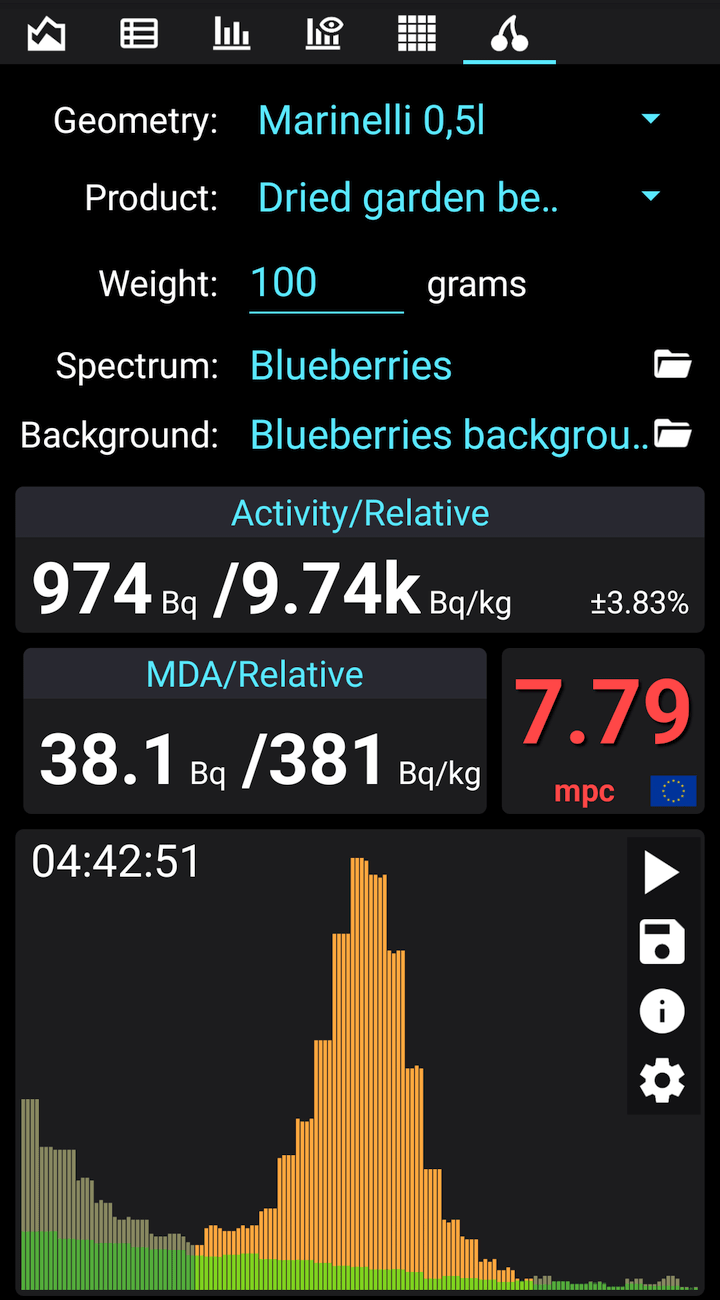 Geometry: Marinelli 0,5l
Product: Dried garden be..
Weight: 100 grams
Spectrum: Blueberries
Background: Blueberries backgrou..
Activity/Relative
974 Bq /9.74k Bq/kg ±3.83%
MDA/Relative
38.1 Bq /381 Bq/kg
7.79
mpc
04:42:51